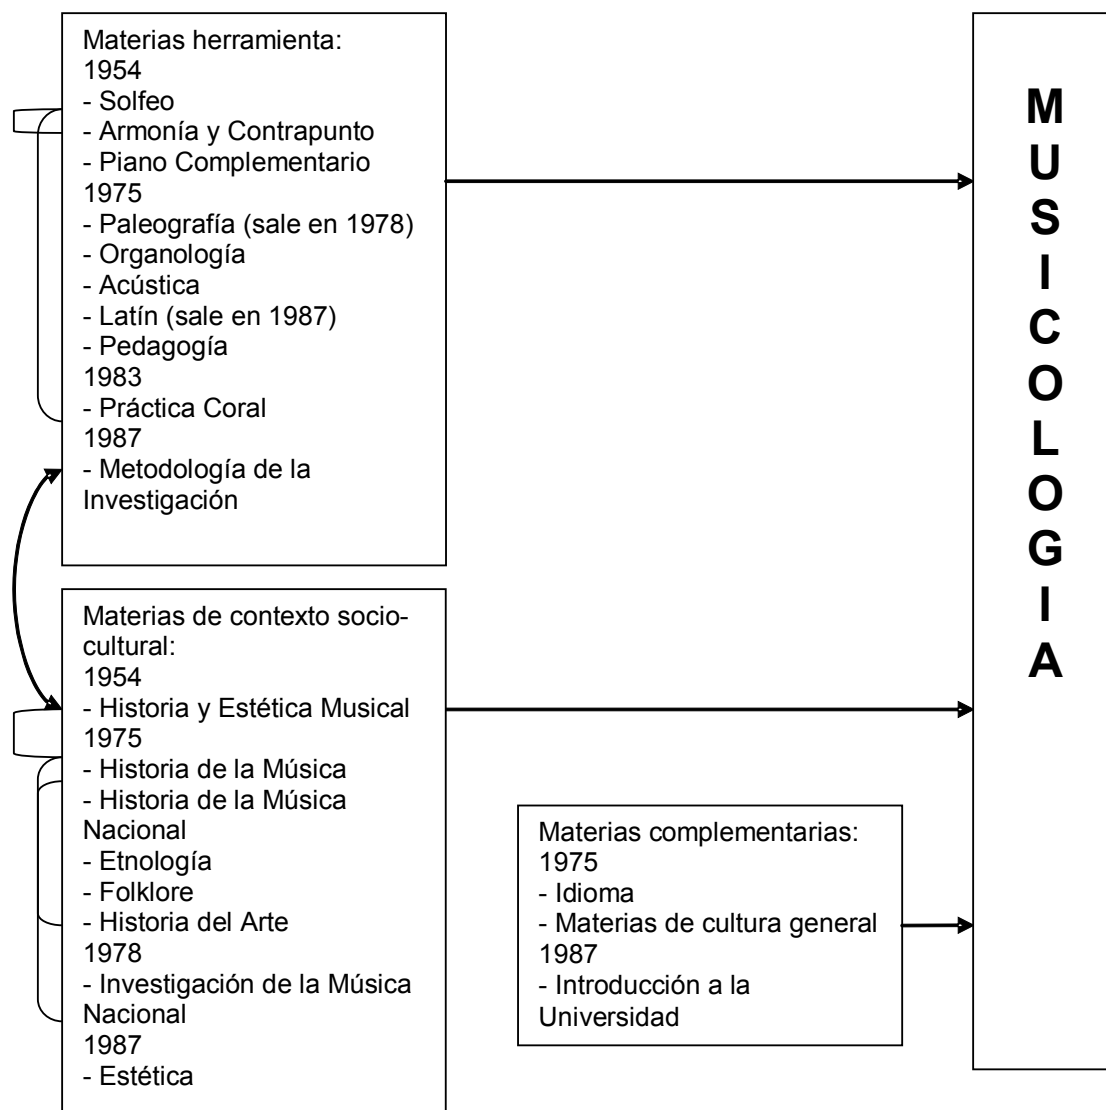 Materias herramienta:
1954
- Solfeo
- Armonía y Contrapunto
- Piano Complementario
1975
- Paleografía (sale en 1978)
- Organología
- Acústica
- Latín (sale en 1987)
- Pedagogía
1983
- Práctica Coral
1987
- Metodología de la
Investigación
Materias de contexto socio-
cultural:
1954
- Historia y Estética Musical
1975
- Historia de la Música
- Historia de la Música
Nacional
- Etnología
- Folklore
- Historia del Arte
1978
- Investigación de la Música
Nacional
1987
- Estética
Materias complementarias:
1975
- Idioma
- Materias de cultura general
1987
- Introducción a la
Universidad
M
U
S
I
C
O
L
O
G
I
A